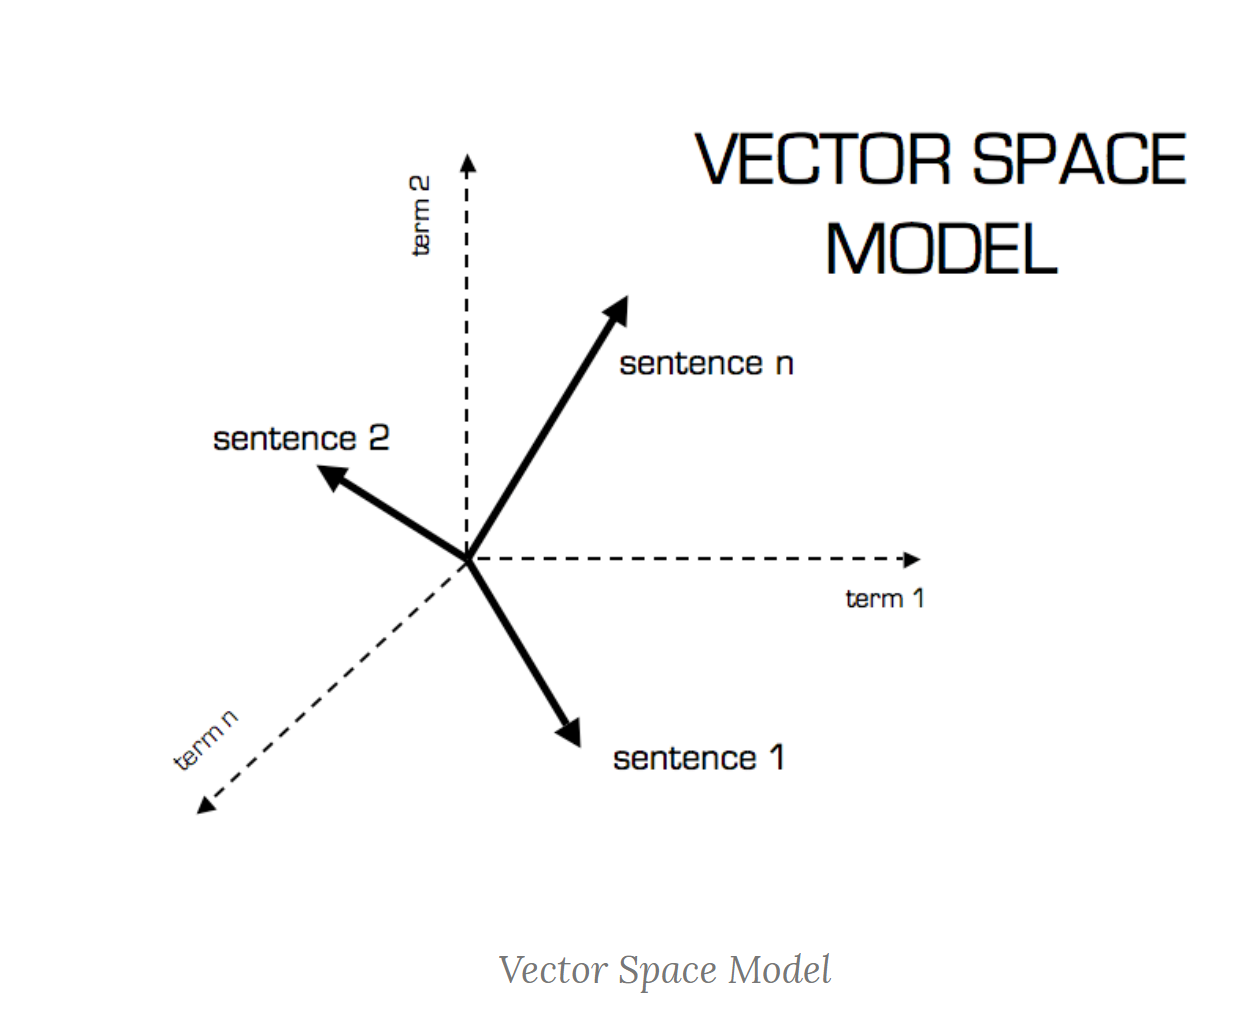 VECTOR SPACE
MODEL
term 2
sentence n
sentence 2
term 1
term n
sentence 1
Vector Space Model